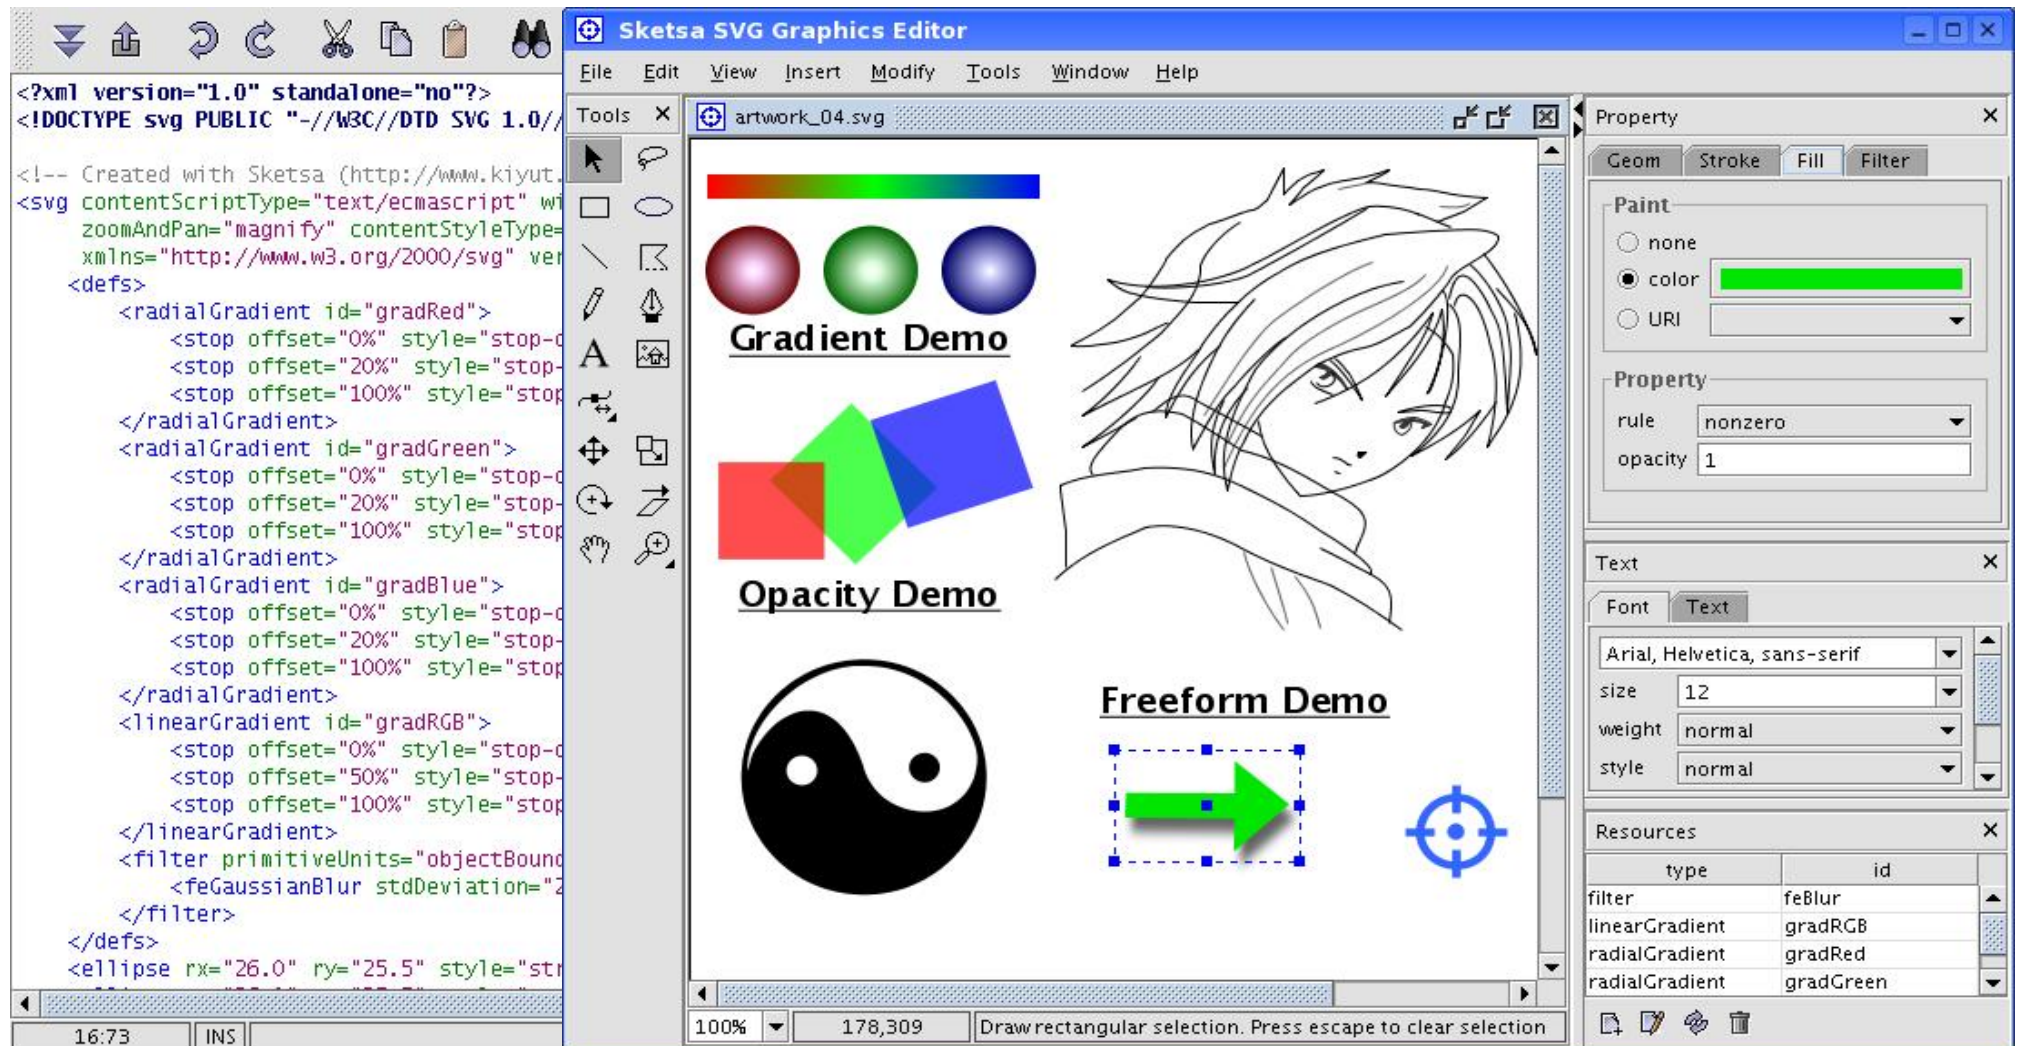 <?xml version="1.0" standalone="no"?>
<!DOCTYPE svg PUBLIC "-//W3C//DTD SVG 1.0//
<!-- Created with Sketsa (http://www.kiyut.
<svg contentScriptType="text/ecmascript" wi
zoomAndPan="magnify" contentStyleType=
xmlns="http://www.w3.org/2000/svg" ver
<defs>
<radialGradient id="gradRed">
<stop offset="0%" style="stop-c
<stop offset="20%" style="stop-
<stop offset="100%" style="stop
</radialGradient>
<radialGradient id="gradGreen">
<stop offset="0%" style="stop-c
<stop offset="20%" style="stop-
<stop offset="100%" style="stop
</radialGradient>
<radialGradient id="gradBlue">
<stop offset="0%" style="stop-c
<stop offset="20%" style="stop-
<stop offset="100%" style="stop
</radialGradient>
<linearGradient id="gradRGB">
<stop offset="0%" style="stop-c
<stop offset="50%" style="stop-
<stop offset="100%" style="stop
</linearGradient>
<filter primitiveUnits="objectBound
<feGaussianBlur stdDeviation="2
</filter>
</defs>
<ellipse rx="26.0" ry="25.5" style="str
16:73 INS
Sketsa SVG Graphics Editor
File Edit View Insert Modify Tools Window Help
Tools
artwork_04.svg
Gradient Demo
Opacity Demo
Freeform Demo
100% 178,309 Draw rectangular selection. Press escape to clear selection
Property
Geom Stroke Fill Filter
Paint
none
color
URI
Property
rule nonzero
opacity 1
Text
Font Text
Arial, Helvetica, sans-serif
size 12
weight normal
style normal
Resources
type id
filter feBlur
linearGradient gradRGB
radialGradient gradRed
radialGradient gradGreen